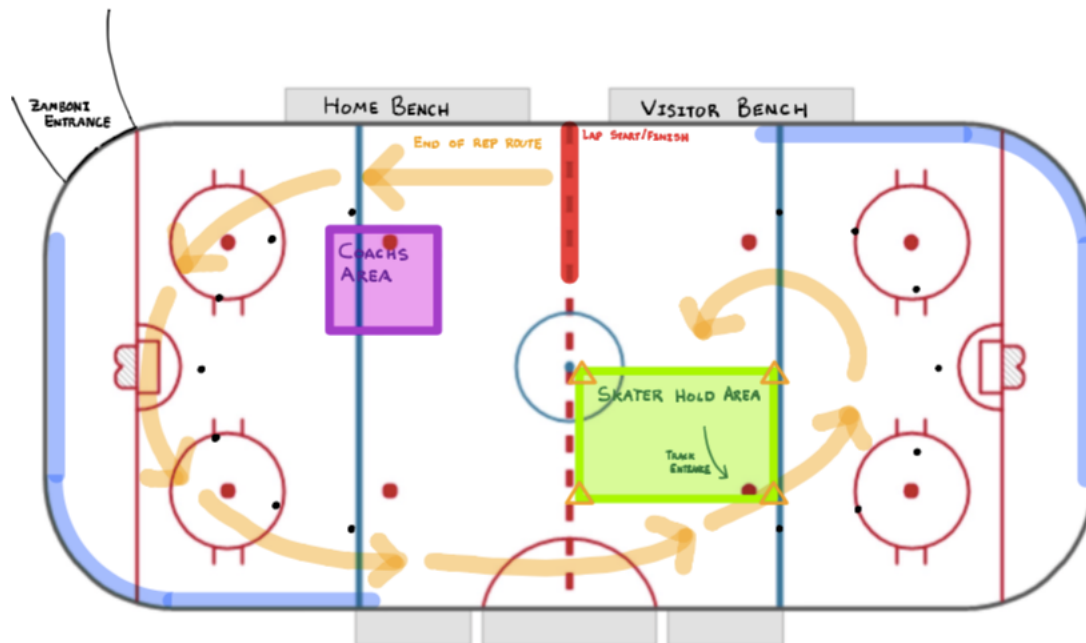 ZAMBONI
ENTRANCE
HOME BENCH
VISITOR BENCH
END OF REP ROUTE
LAP START/FINISH
COACHS
AREA
SKATER HOLD AREA
TRACK
ENTRANCE